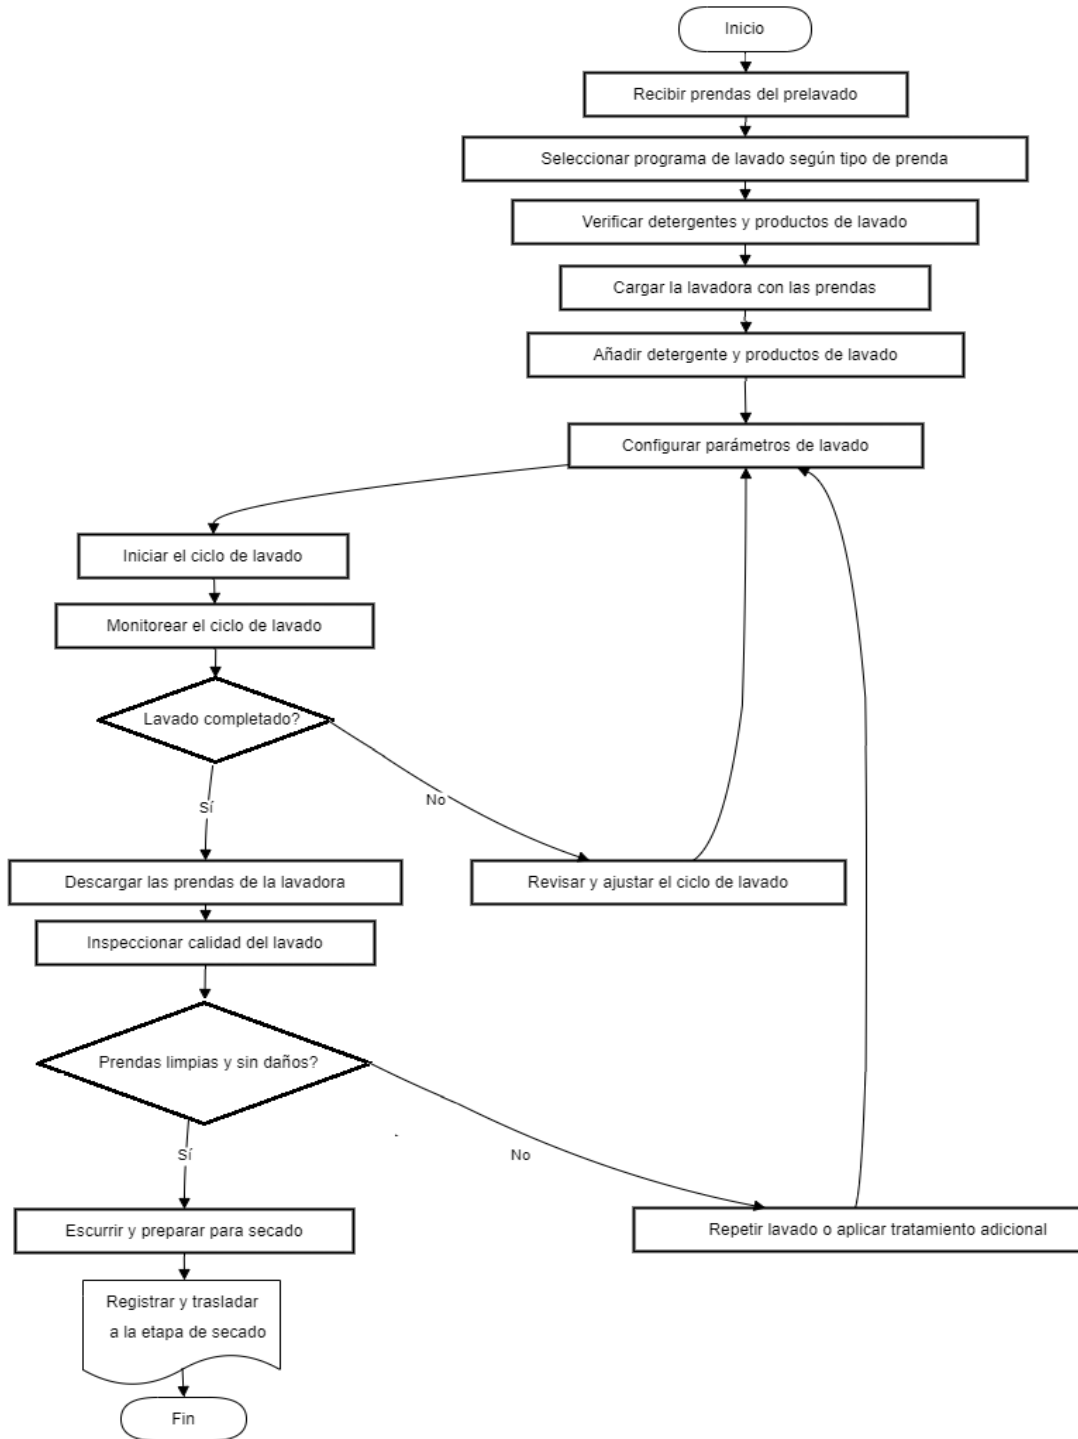 Inicio
Recibir prendas del prelavado
Seleccionar programa de lavado según tipo de prenda
Verificar detergentes y productos de lavado
Cargar la lavadora con las prendas
Añadir detergente y productos de lavado
Configurar parámetros de lavado
Iniciar el ciclo de lavado
Monitorear el ciclo de lavado
Lavado completado?
No
Sí
Descargar las prendas de la lavadora
Revisar y ajustar el ciclo de lavado
Inspeccionar calidad del lavado
Prendas limpias y sin daños?
Sí
No
Escurrir y preparar para secado
Repetir lavado o aplicar tratamiento adicional
Registrar y trasladar
a la etapa de secado
Fin